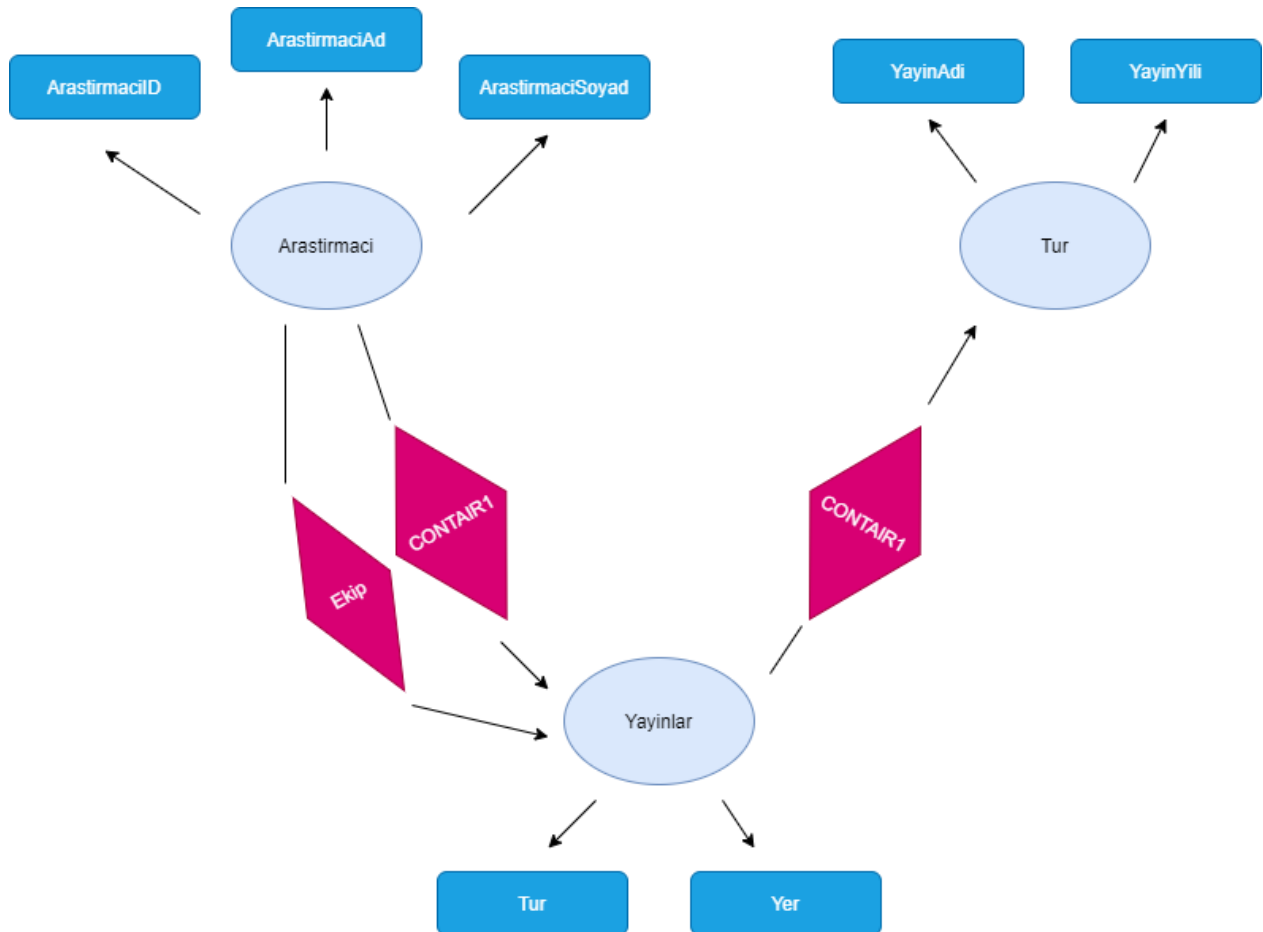 ArastirmaciAd
ArastirmaciID
ArastirmaciSoyad
YayinAdi
YayinYili
Arastirmaci
Tur
CONTAIR1
CONTAIR1
Ekip
Yayinlar
Tur
Yer